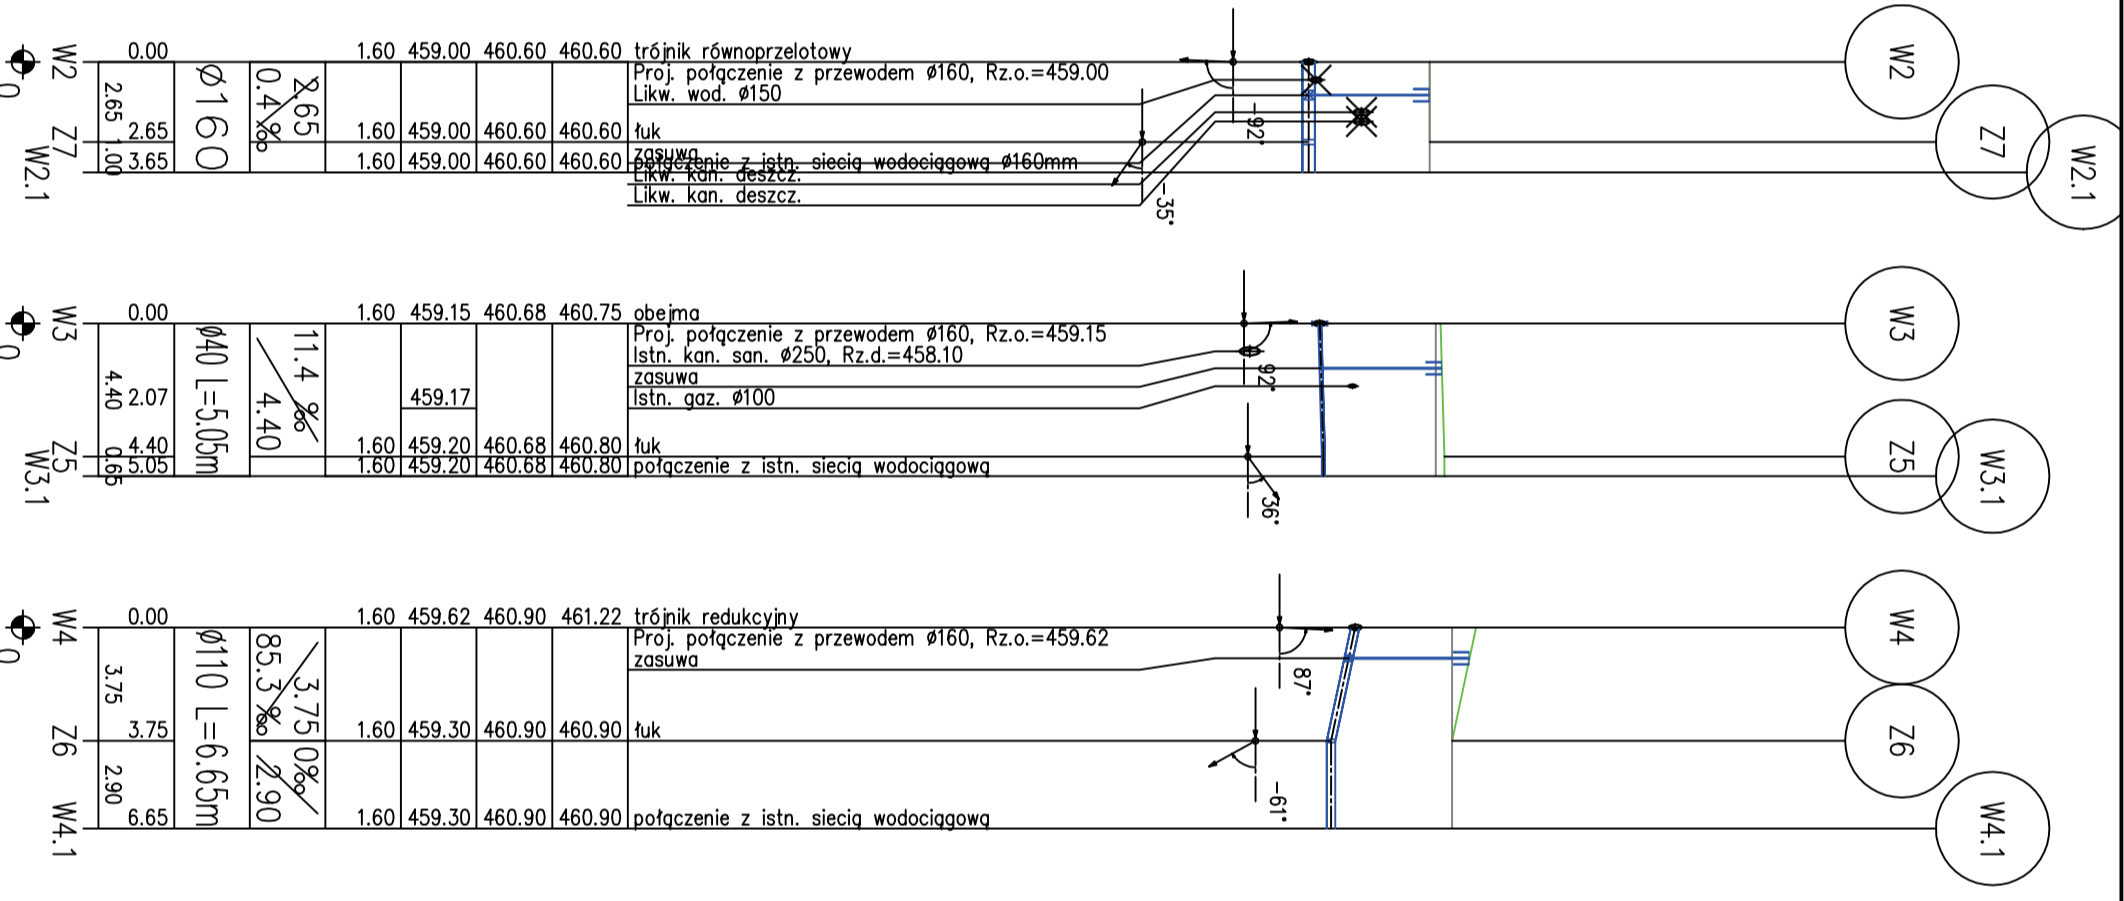 W2 0.00 1.60 459.00 460.60 460.60 trójnik równoprzelotowy
Proj. połączenie z przewodem ø160, Rz.o.=459.00
Likw. wod. ø150
Z7 2.65 1.60 459.00 460.60 460.60 łuk
zasuwa
W2.1 3.65 1.60 459.00 460.60 460.60 połączenie z istn. siecią wodociągową ø160mm
Likw. kan. deszcz.
Likw. kan. deszcz.
2.65 1.00
Ø160
2.65
0.4‰
0
-92°
-35°
W2
Z7
W2.1
W3 0.00 1.60 459.15 460.68 460.75 obejma
Proj. połączenie z przewodem ø160, Rz.o.=459.15
Istn. kan. san. ø250, Rz.d.=458.10
zasuwa
2.07 459.17 Istn. gaz. ø100
Z5 4.40 1.60 459.20 460.68 460.80 łuk
W3.1 5.05 1.60 459.20 460.68 460.80 połączenie z istn. siecią wodociągową
4.40 0.65
Ø40 L=5.05m
11.4 ‰
4.40
0
92°
36°
W3
Z5
W3.1
W4 0.00 1.60 459.62 460.90 461.22 trójnik redukcyjny
Proj. połączenie z przewodem ø160, Rz.o.=459.62
zasuwa
Z6 3.75 1.60 459.30 460.90 460.90 łuk
W4.1 6.65 1.60 459.30 460.90 460.90 połączenie z istn. siecią wodociągową
3.75 2.90
Ø110 L=6.65m
3.75 0‰
85.3‰ 2.90
0
87°
-61°
W4
Z6
W4.1